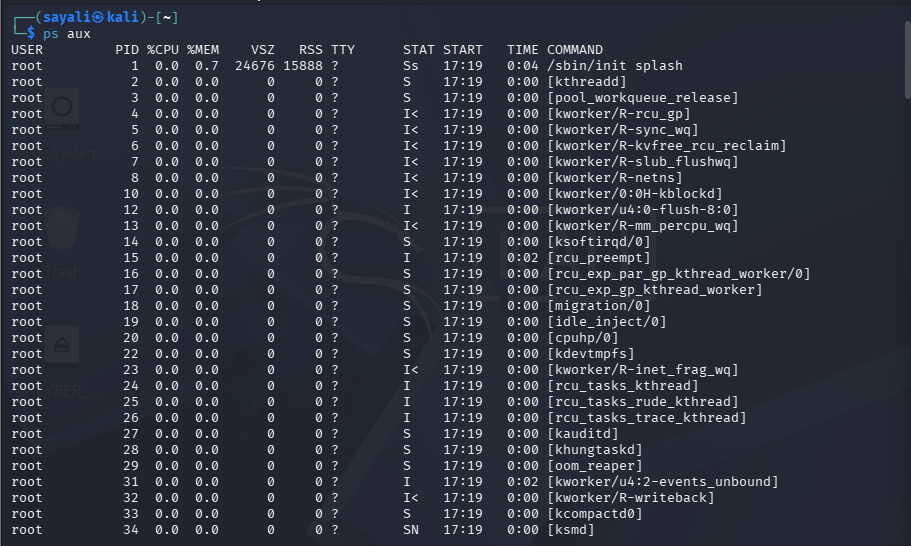 ┌──(sayali㉿kali)-[~]
└─$ ps aux
USER         PID %CPU %MEM    VSZ   RSS TTY      STAT START   TIME COMMAND
root           1  0.0  0.7  24676 15888 ?        Ss   17:19   0:04 /sbin/init splash
root           2  0.0  0.0      0     0 ?        S    17:19   0:00 [kthreadd]
root           3  0.0  0.0      0     0 ?        S    17:19   0:00 [pool_workqueue_release]
root           4  0.0  0.0      0     0 ?        I<   17:19   0:00 [kworker/R-rcu_gp]
root           5  0.0  0.0      0     0 ?        I<   17:19   0:00 [kworker/R-sync_wq]
root           6  0.0  0.0      0     0 ?        I<   17:19   0:00 [kworker/R-kvfree_rcu_reclaim]
root           7  0.0  0.0      0     0 ?        I<   17:19   0:00 [kworker/R-slub_flushwq]
root           8  0.0  0.0      0     0 ?        I<   17:19   0:00 [kworker/R-netns]
root          10  0.0  0.0      0     0 ?        I<   17:19   0:00 [kworker/0:0H-kblockd]
root          12  0.0  0.0      0     0 ?        I    17:19   0:00 [kworker/u4:0-flush-8:0]
root          13  0.0  0.0      0     0 ?        I<   17:19   0:00 [kworker/R-mm_percpu_wq]
root          14  0.0  0.0      0     0 ?        S    17:19   0:00 [ksoftirqd/0]
root          15  0.0  0.0      0     0 ?        I    17:19   0:02 [rcu_preempt]
root          16  0.0  0.0      0     0 ?        S    17:19   0:00 [rcu_exp_par_gp_kthread_worker/0]
root          17  0.0  0.0      0     0 ?        S    17:19   0:00 [rcu_exp_gp_kthread_worker]
root          18  0.0  0.0      0     0 ?        S    17:19   0:00 [migration/0]
root          19  0.0  0.0      0     0 ?        S    17:19   0:00 [idle_inject/0]
root          20  0.0  0.0      0     0 ?        S    17:19   0:00 [cpuhp/0]
root          22  0.0  0.0      0     0 ?        S    17:19   0:00 [kdevtmpfs]
root          23  0.0  0.0      0     0 ?        I<   17:19   0:00 [kworker/R-inet_frag_wq]
root          24  0.0  0.0      0     0 ?        I    17:19   0:00 [rcu_tasks_kthread]
root          25  0.0  0.0      0     0 ?        I    17:19   0:00 [rcu_tasks_rude_kthread]
root          26  0.0  0.0      0     0 ?        I    17:19   0:00 [rcu_tasks_trace_kthread]
root          27  0.0  0.0      0     0 ?        S    17:19   0:00 [kauditd]
root          28  0.0  0.0      0     0 ?        S    17:19   0:00 [khungtaskd]
root          29  0.0  0.0      0     0 ?        S    17:19   0:00 [oom_reaper]
root          31  0.0  0.0      0     0 ?        I    17:19   0:02 [kworker/u4:2-events_unbound]
root          32  0.0  0.0      0     0 ?        I<   17:19   0:00 [kworker/R-writeback]
root          33  0.0  0.0      0     0 ?        S    17:19   0:00 [kcompactd0]
root          34  0.0  0.0      0     0 ?        SN   17:19   0:00 [ksmd]
System
Trash